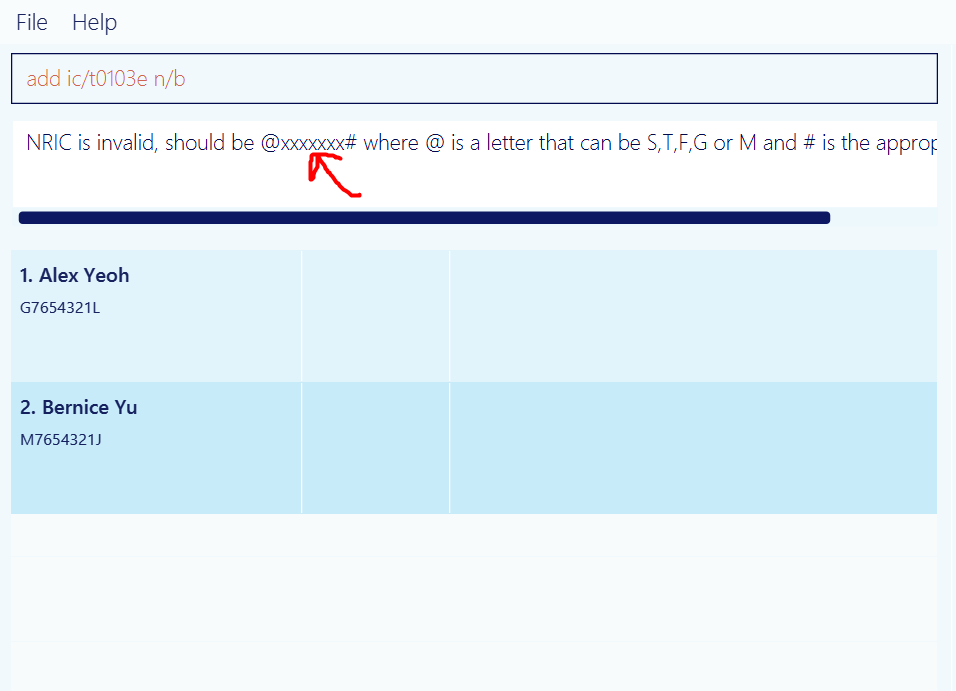 File Help
add ic/t0103e n/b
NRIC is invalid, should be @xxxxxxx# where @ is a letter that can be S,T,F,G or M and # is the approp
1. Alex Yeoh
G7654321L
2. Bernice Yu
M7654321J